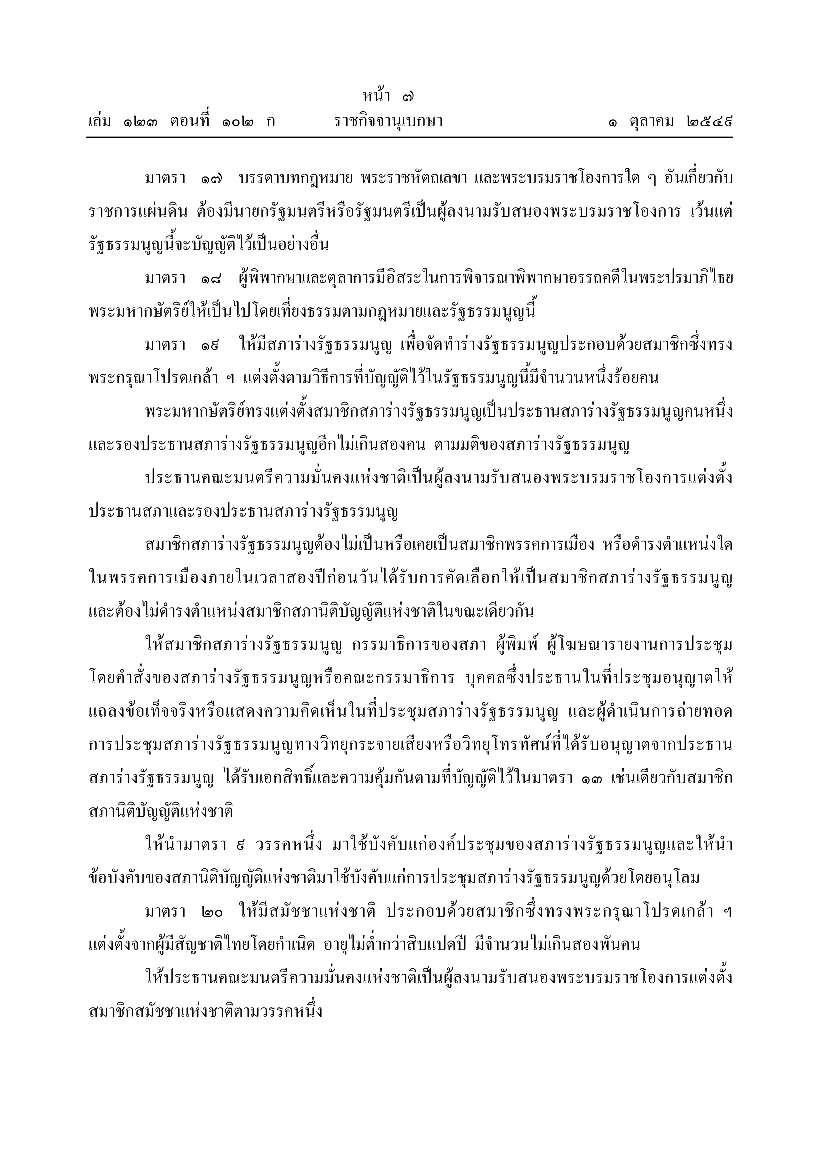 หน้า ๗
เล่ม ๑๒๓ ตอนที่ ๑๐๒ ก ราชกิจจานุเบกษา ๑ ตุลาคม ๒๕๔๙
มาตรา ๑๗ บรรดาบทกฎหมาย พระราชหัตถเลขา และพระบรมราชโองการใด ๆ อันเกี่ยวกับ
ราชการแผ่นดิน ต้องมีนายกรัฐมนตรีหรือรัฐมนตรีเป็นผู้ลงนามรับสนองพระบรมราชโองการ เว้นแต่
รัฐธรรมนูญนี้จะบัญญัติไว้เป็นอย่างอื่น
มาตรา ๑๘ ผู้พิพากษาและตุลาการมีอิสระในการพิจารณาพิพากษาอรรถคดีในพระปรมาภิไธย
พระมหากษัตริย์ให้เป็นไปโดยเที่ยงธรรมตามกฎหมายและรัฐธรรมนูญนี้
มาตรา ๑๙ ให้มีสภาร่างรัฐธรรมนูญ เพื่อจัดทำร่างรัฐธรรมนูญประกอบด้วยสมาชิกซึ่งทรง
พระกรุณาโปรดเกล้า ฯ แต่งตั้งตามวิธีการที่บัญญัติไว้ในรัฐธรรมนูญนี้มีจำนวนหนึ่งร้อยคน
พระมหากษัตริย์ทรงแต่งตั้งสมาชิกสภาร่างรัฐธรรมนูญเป็นประธานสภาร่างรัฐธรรมนูญคนหนึ่ง
และรองประธานสภาร่างรัฐธรรมนูญอีกไม่เกินสองคน ตามมติของสภาร่างรัฐธรรมนูญ
ประธานคณะมนตรีความมั่นคงแห่งชาติเป็นผู้ลงนามรับสนองพระบรมราชโองการแต่งตั้ง
ประธานสภาและรองประธานสภาร่างรัฐธรรมนูญ
สมาชิกสภาร่างรัฐธรรมนูญต้องไม่เป็นหรือเคยเป็นสมาชิกพรรคการเมือง หรือดำรงตำแหน่งใด
ในพรรคการเมืองภายในเวลาสองปีก่อนวันได้รับการคัดเลือกให้เป็นสมาชิกสภาร่างรัฐธรรมนูญ
และต้องไม่ดำรงตำแหน่งสมาชิกสภานิติบัญญัติแห่งชาติในขณะเดียวกัน
ให้สมาชิกสภาร่างรัฐธรรมนูญ กรรมาธิการของสภา ผู้พิมพ์ ผู้โฆษณารายงานการประชุม
โดยคำสั่งของสภาร่างรัฐธรรมนูญหรือคณะกรรมาธิการ บุคคลซึ่งประธานในที่ประชุมอนุญาตให้
แถลงข้อเท็จจริงหรือแสดงความคิดเห็นในที่ประชุมสภาร่างรัฐธรรมนูญ และผู้ดำเนินการถ่ายทอด
การประชุมสภาร่างรัฐธรรมนูญทางวิทยุกระจายเสียงหรือวิทยุโทรทัศน์ที่ได้รับอนุญาตจากประธาน
สภาร่างรัฐธรรมนูญ ได้รับเอกสิทธิ์และความคุ้มกันตามที่บัญญัติไว้ในมาตรา ๑๓ เช่นเดียวกับสมาชิก
สภานิติบัญญัติแห่งชาติ
ให้นำมาตรา ๙ วรรคหนึ่ง มาใช้บังคับแก่องค์ประชุมของสภาร่างรัฐธรรมนูญและให้นำ
ข้อบังคับของสภานิติบัญญัติแห่งชาติมาใช้บังคับแก่การประชุมสภาร่างรัฐธรรมนูญด้วยโดยอนุโลม
มาตรา ๒๐ ให้มีสมัชชาแห่งชาติ ประกอบด้วยสมาชิกซึ่งทรงพระกรุณาโปรดเกล้า ฯ
แต่งตั้งจากผู้มีสัญชาติไทยโดยกำเนิด อายุไม่ต่ำกว่าสิบแปดปี มีจำนวนไม่เกินสองพันคน
ให้ประธานคณะมนตรีความมั่นคงแห่งชาติเป็นผู้ลงนามรับสนองพระบรมราชโองการแต่งตั้ง
สมาชิกสมัชชาแห่งชาติตามวรรคหนึ่ง